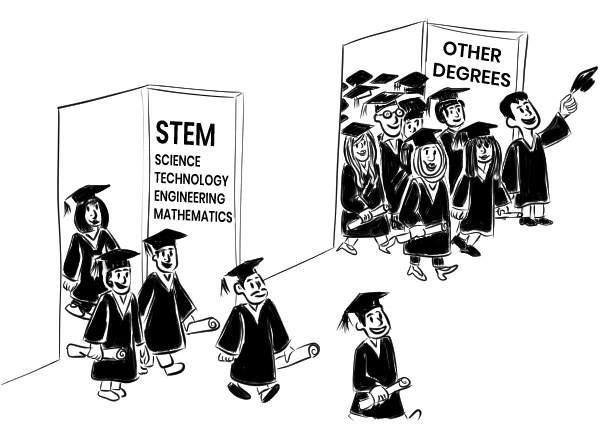 STEM
SCIENCE
TECHNOLOGY
ENGINEERING
MATHEMATICS
OTHER
DEGREES